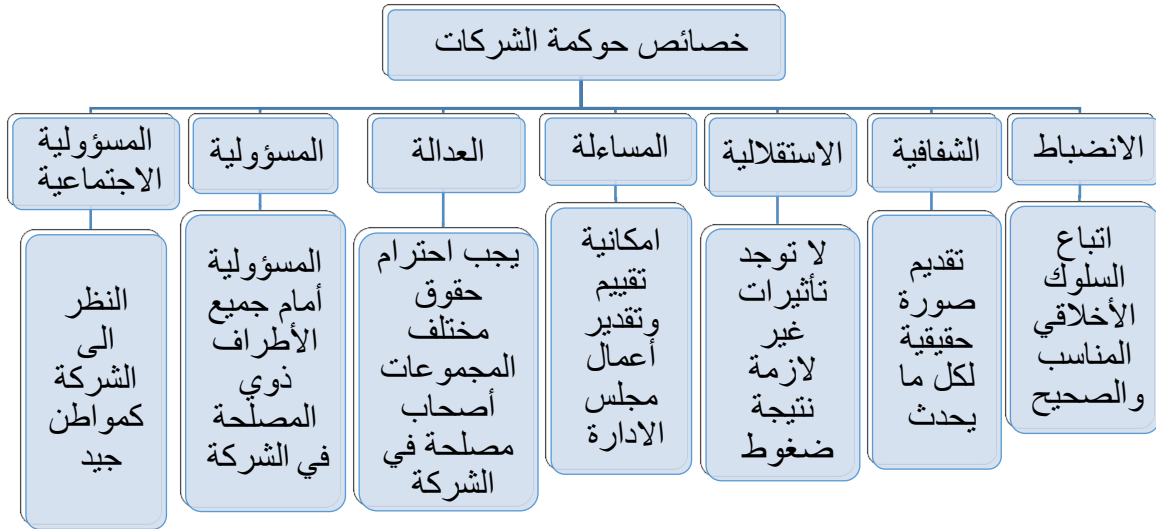 خصائص حوكمة الشركات
الانضباط
اتباع
السلوك
الأخلاقي
المناسب
والصحيح
الشفافية
تقديم
صورة
حقيقية
لكل ما
يحدث
الاستقلالية
لا توجد
تأثيرات
غير
لازمة
نتيجة
ضغوط
المساءلة
امكانية
تقييم
وتقدير
أعمال
مجلس
الادارة
العدالة
يجب احترام
حقوق
مختلف
المجموعات
أصحاب
مصلحة في
الشركة
المسؤولية
المسؤولية
أمام جميع
الأطراف
ذوي
المصلحة
في الشركة
المسؤولية
الاجتماعية
النظر
الى
الشركة
كمواطن
جيد